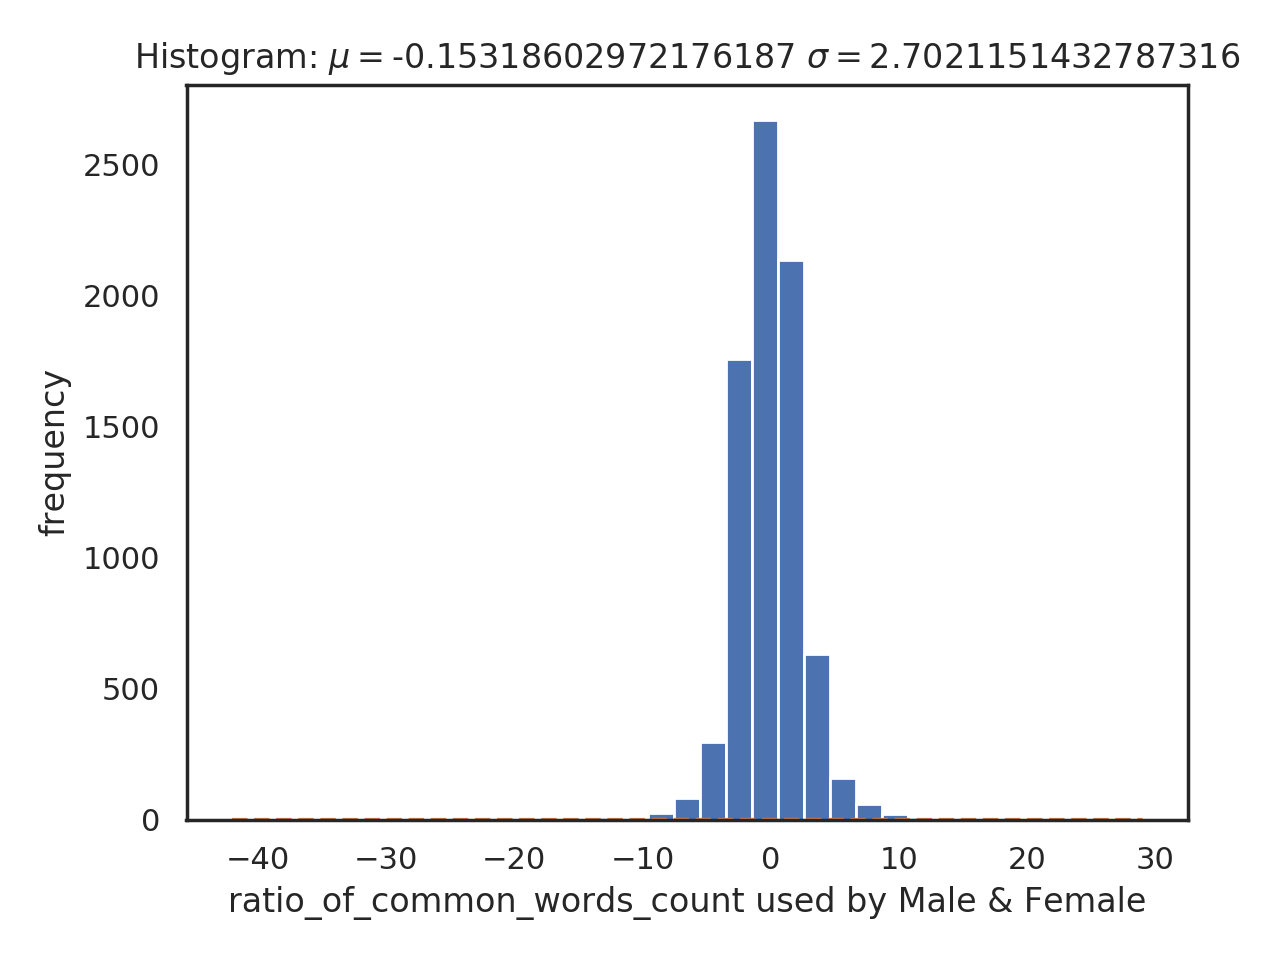 Histogram: μ = -0.15318602972176187 σ = 2.7021151432787316
2500
2000
1500
1000
500
0
frequency
−40 −30 −20 −10 0 10 20 30
ratio_of_common_words_count used by Male & Female